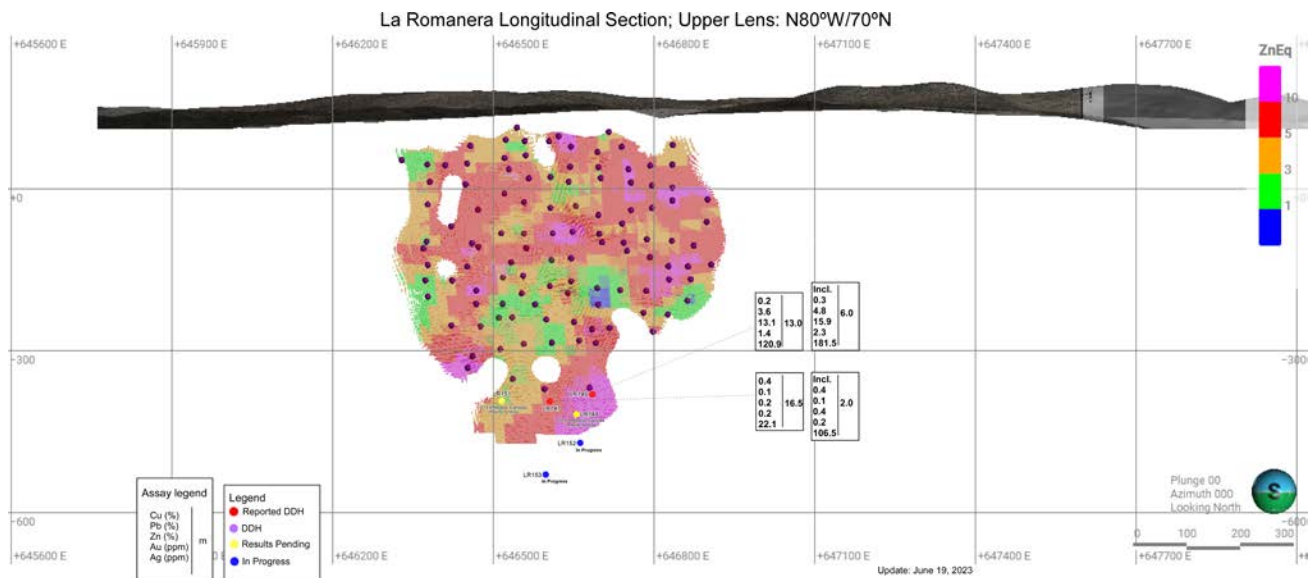 La Romanera Longitudinal Section; Upper Lens: N80ºW/70ºN
+645600 E
+645900 E
+646200 E
+646500 E
+646800 E
+647100 E
+647400 E
+647700 E
ZnEq
10
5
3
1
+0
-300
-300
0.2
3.6
13.1
1.4
120.9
13.0
Incl.
0.3
4.8
15.9
2.3
181.5
6.0
0.4
0.1
0.2
0.2
22.1
16.5
Incl.
0.4
0.1
0.4
0.2
106.5
2.0
LR152
In Progress
LR153
In Progress
Assay legend
Cu (%)
Pb (%)
Zn (%)
Au (ppm)
Ag (ppm)
m
Legend
Reported DDH
DDH
Results Pending
In Progress
Plunge 00
Azimuth 000
Looking North
S
-600
-600
0
100
200
300
+645600 E
+646200 E
+646500 E
+646800 E
+647100 E
+647400 E
+647700 E
Update: June 19, 2023